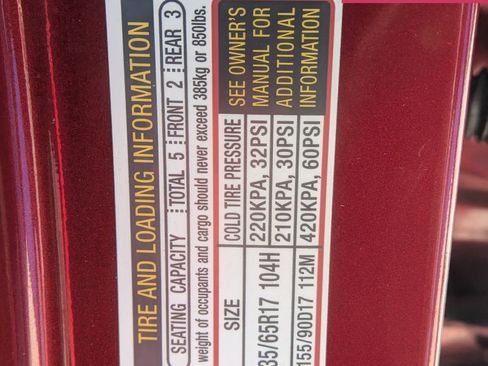 TIRE AND LOADING INFORMATION
SEATING CAPACITY TOTAL 5 FRONT 2 REAR 3
weight of occupants and cargo should never exceed 385kg or 850lbs.
SIZE COLD TIRE PRESSURE
35/65R17 104H 220KPA, 32PSI
210KPA, 30PSI
155/90D17 112M 420KPA, 60PSI
SEE OWNER'S
MANUAL FOR
ADDITIONAL
INFORMATION